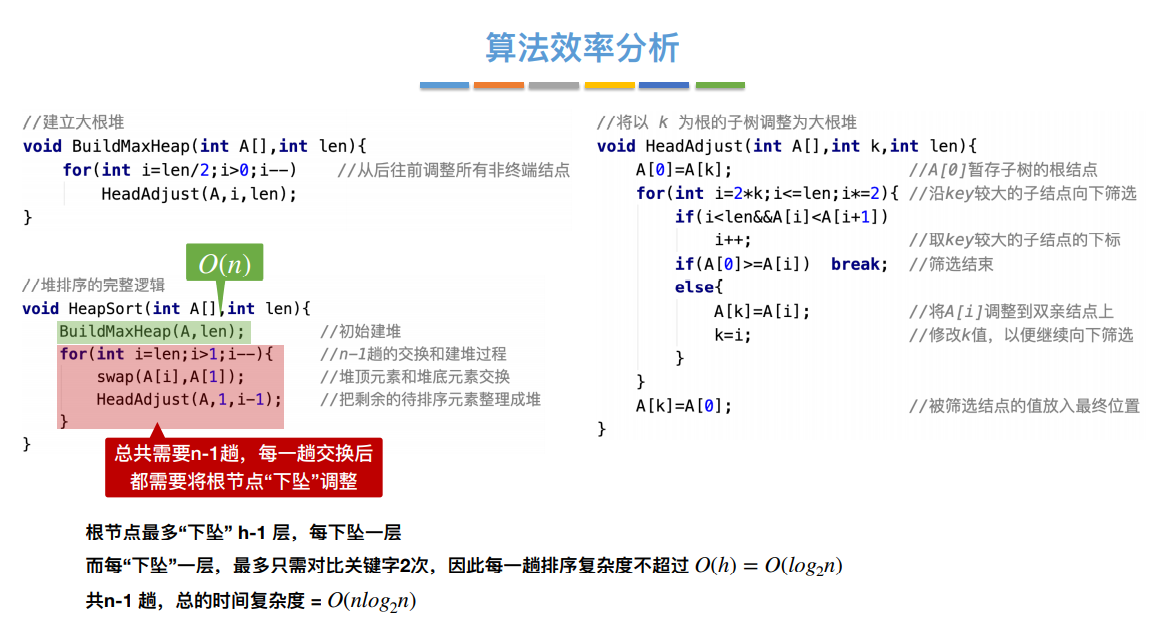 算法效率分析
//建立大根堆
void BuildMaxHeap(int A[],int len){
for(int i=len/2;i>0;i--) //从后往前调整所有非终端结点
HeadAdjust(A,i,len);
}
O(n)
//堆排序的完整逻辑
void HeapSort(int A[],int len){
BuildMaxHeap(A,len); //初始建堆
for(int i=len;i>1;i--){ //n-1趟的交换和建堆过程
swap(A[i],A[1]); //堆顶元素和堆底元素交换
HeadAdjust(A,1,i-1); //把剩余的待排序元素整理成堆
}
}
总共需要n-1趟，每一趟交换后
都需要将根节点“下坠”调整
//将以 k 为根的子树调整为大根堆
void HeadAdjust(int A[],int k,int len){
A[0]=A[k]; //A[0]暂存子树的根结点
for(int i=2*k;i<=len;i*=2){ //沿key较大的子结点向下筛选
if(i<len&&A[i]<A[i+1])
i++; //取key较大的子结点的下标
if(A[0]>=A[i]) break; //筛选结束
else{
A[k]=A[i]; //将A[i]调整到双亲结点上
k=i; //修改k值，以便继续向下筛选
}
}
A[k]=A[0]; //被筛选结点的值放入最终位置
}
根节点最多“下坠” h-1 层，每下坠一层
而每“下坠”一层，最多只需对比关键字2次，因此每一趟排序复杂度不超过 O(h) = O(log₂n)
共n-1 趟，总的时间复杂度 = O(nlog₂n)